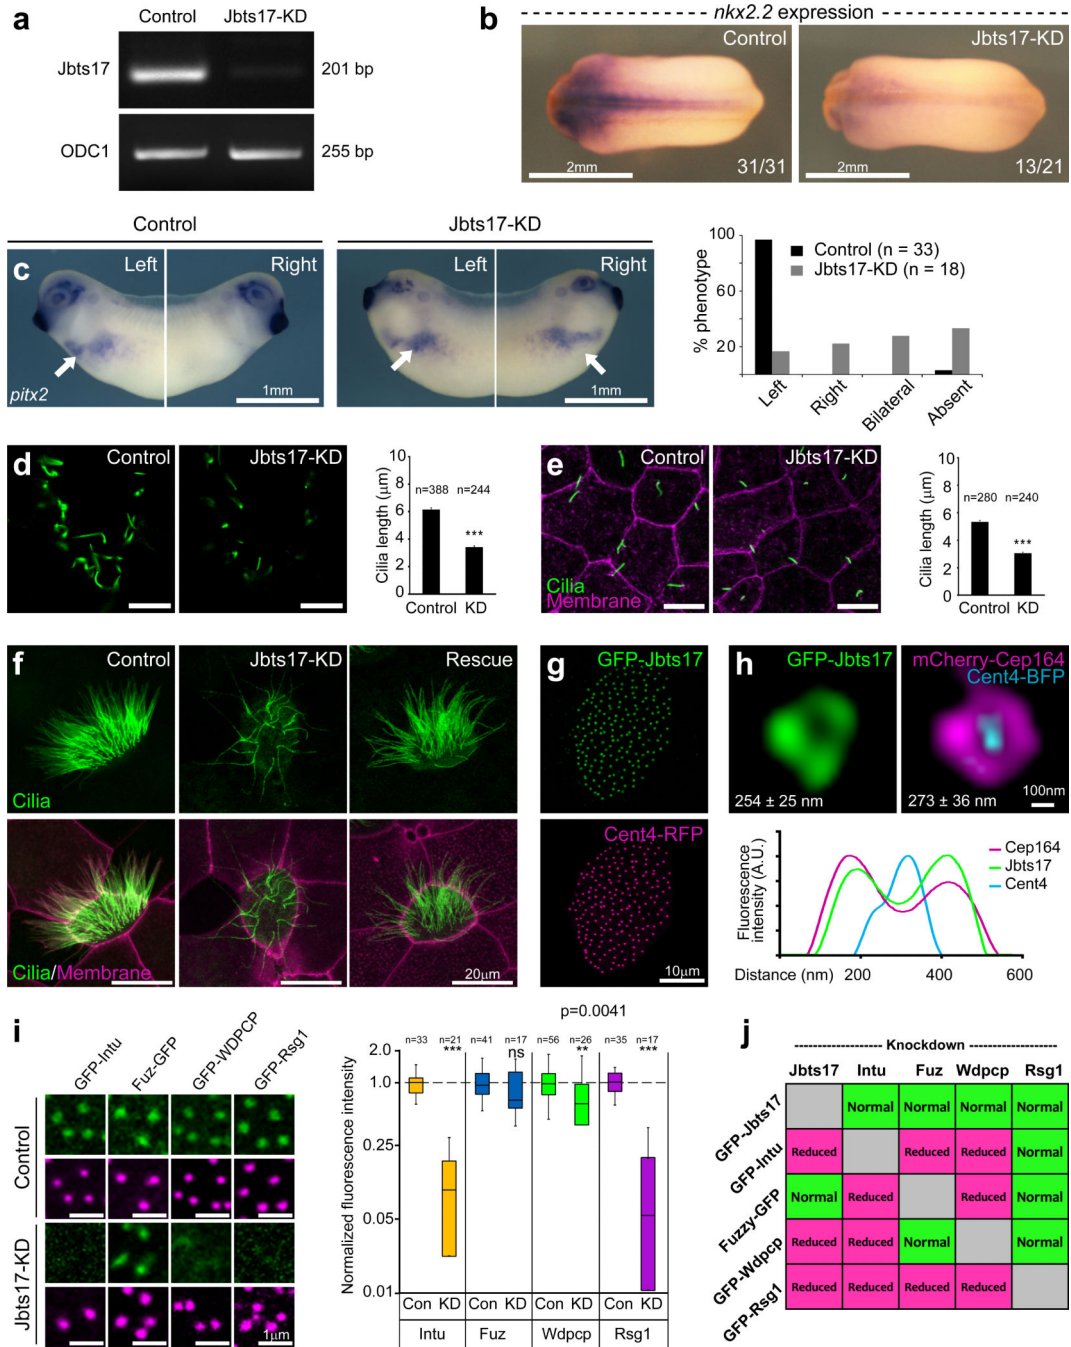 a
Control Jbts17-KD
Jbts17 201 bp
ODC1 255 bp
b
nkx2.2 expression
Control
Jbts17-KD
2mm 31/31
2mm 13/21
Control
Jbts17-KD
c
Left Right
Left Right
pitx2 1mm
1mm
% phenotype
100
60
20
Control (n = 33)
Jbts17-KD (n = 18)
Left Right Bilateral Absent
d
Control
Jbts17-KD
Cilia length (μm)
10
8
6
4
2
0
n=388 n=244
***
Control KD
e
Control
Jbts17-KD
Cilia
Membrane
Cilia length (μm)
10
8
6
4
2
0
n=280 n=240
***
Control KD
f
Control
Jbts17-KD
Rescue
Cilia
Cilia/Membrane
20μm
g
GFP-Jbts17
Cent4-RFP
10μm
h
GFP-Jbts17
mCherry-Cep164
Cent4-BFP
254 ± 25 nm
273 ± 36 nm
100nm
Fluorescence
intensity (A.U.)
Cep164
Jbts17
Cent4
Distance (nm) 200 400 600
i
GFP-Intu Fuz-GFP GFP-WDPCP GFP-Rsg1
Control
Jbts17-KD
1μm
p=0.0041
n=33 n=21 n=41 n=17 n=56 n=26 n=35 n=17
*** ns ** ***
Normalized fluorescence intensity
2.0
1.0
0.25
0.05
0.01
Con KD Con KD Con KD Con KD
Intu Fuz Wdpcp Rsg1
j
Knockdown
Jbts17 Intu Fuz Wdpcp Rsg1
GFP-Jbts17 Normal Normal Normal Normal
GFP-Intu Reduced Reduced Reduced Normal
Fuzzy-GFP Normal Reduced Reduced Normal
GFP-Wdpcp Reduced Reduced Normal Normal
GFP-Rsg1 Reduced Reduced Reduced Reduced